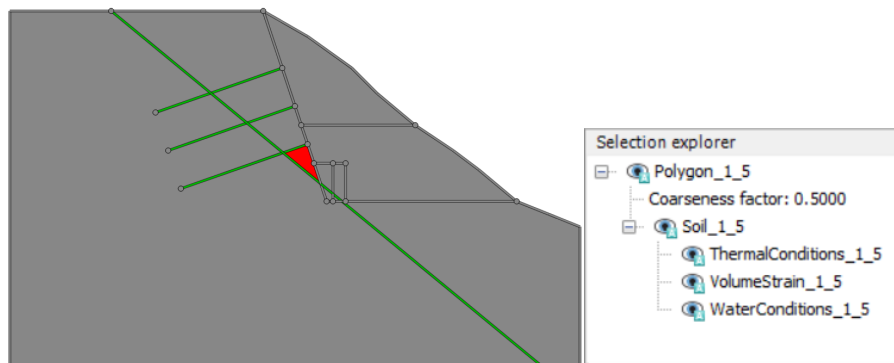 Selection explorer
Polygon_1_5
Coarseness factor: 0.5000
Soil_1_5
ThermalConditions_1_5
VolumeStrain_1_5
WaterConditions_1_5